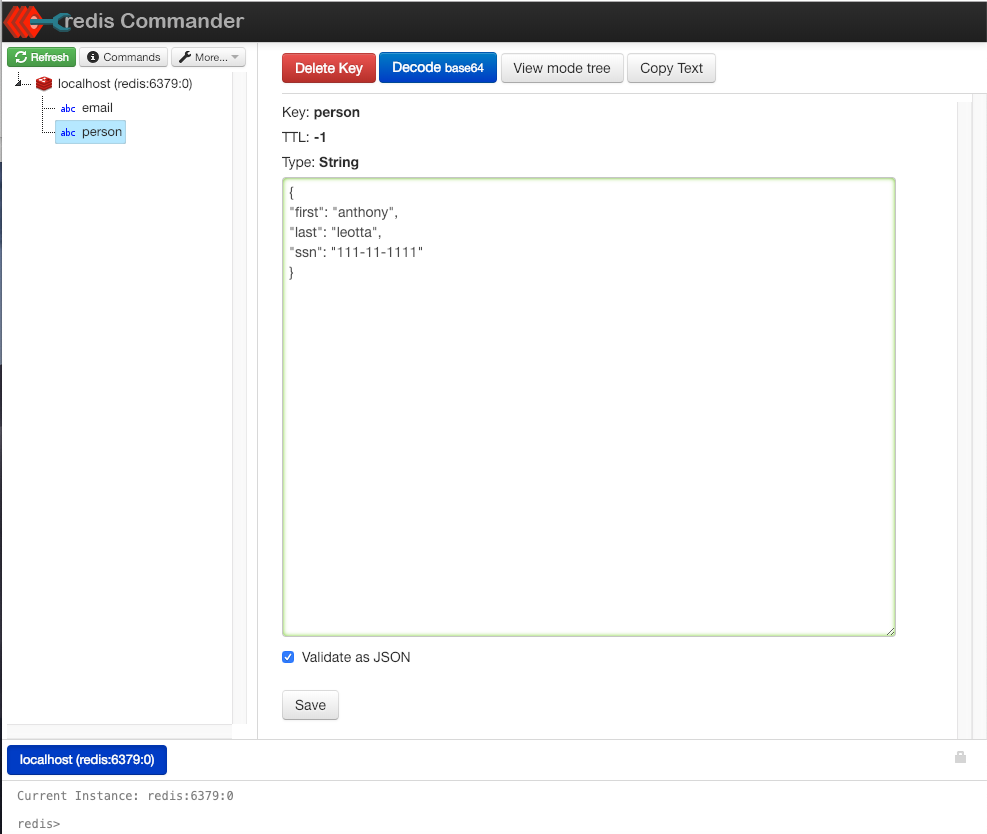 redis Commander
Refresh Commands More...
localhost (redis:6379:0)
abc email
abc person
Delete Key Decode base64 View mode tree Copy Text
Key: person
TTL: -1
Type: String
{
"first": "anthony",
"last": "leotta",
"ssn": "111-11-1111"
}
Validate as JSON
Save
localhost (redis:6379:0)
Current Instance: redis:6379:0
redis>